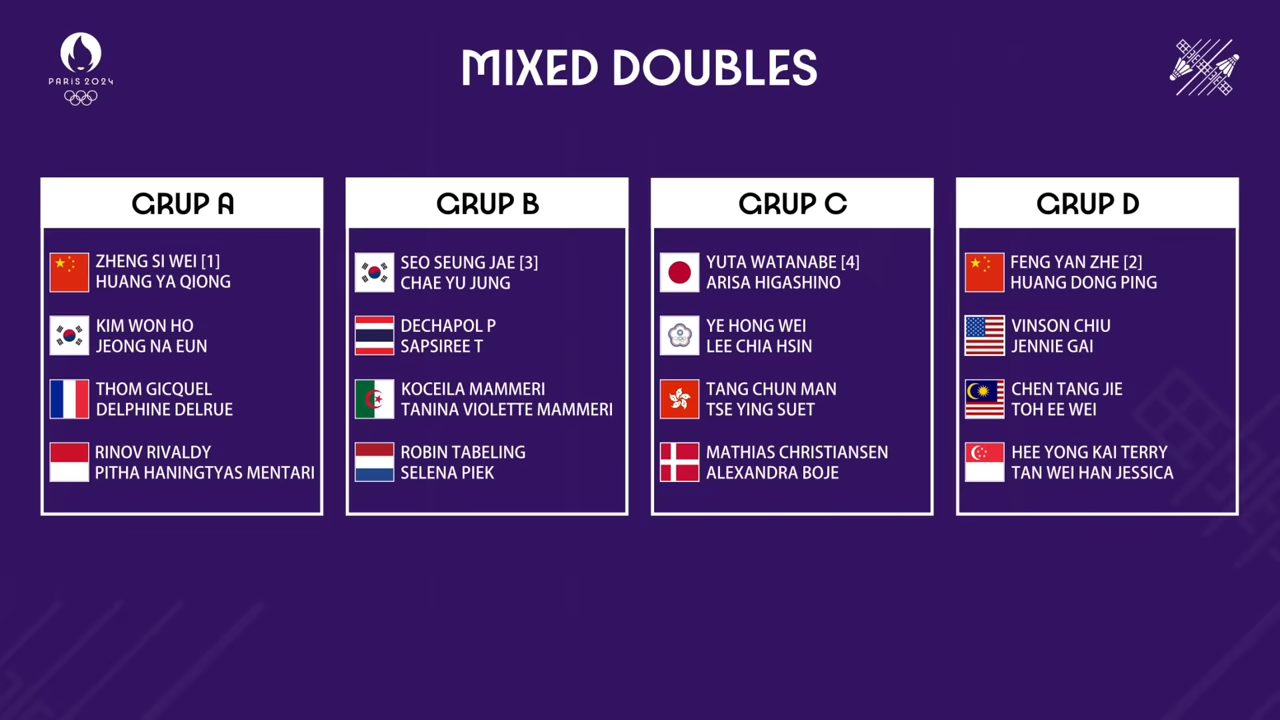 PARIS 2024
MIXED DOUBLES
GRUP A
ZHENG SI WEI [1]
HUANG YA QIONG
KIM WON HO
JEONG NA EUN
THOM GICQUEL
DELPHINE DELRUE
RINOV RIVALDY
PITHA HANINGTYAS MENTARI
GRUP B
SEO SEUNG JAE [3]
CHAE YU JUNG
DECHAPOL P
SAPSIREE T
KOCEILA MAMMERI
TANINA VIOLETTE MAMMERI
ROBIN TABELING
SELENA PIEK
GRUP C
YUTA WATANABE [4]
ARISA HIGASHINO
YE HONG WEI
LEE CHIA HSIN
TANG CHUN MAN
TSE YING SUET
MATHIAS CHRISTIANSEN
ALEXANDRA BOJE
GRUP D
FENG YAN ZHE [2]
HUANG DONG PING
VINSON CHIU
JENNIE GAI
CHEN TANG JIE
TOH EE WEI
HEE YONG KAI TERRY
TAN WEI HAN JESSICA